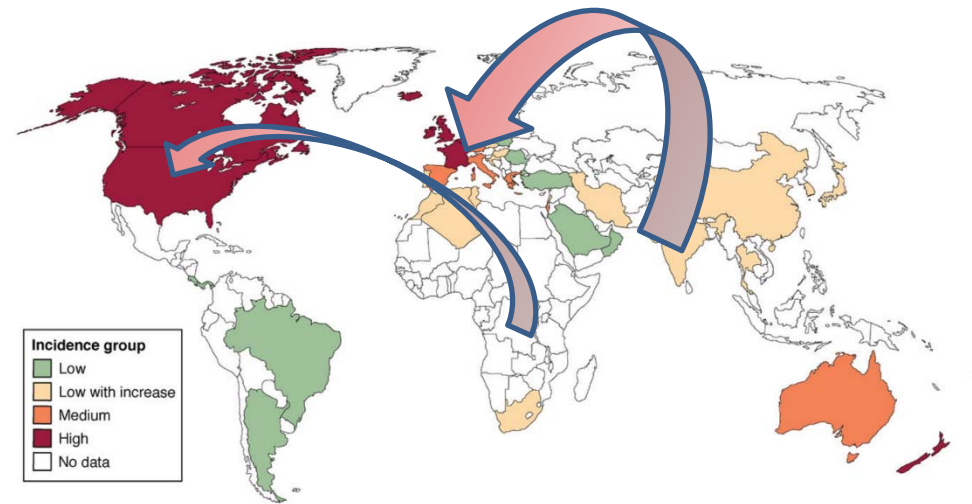 Incidence group
Low
Low with increase
Medium
High
No data